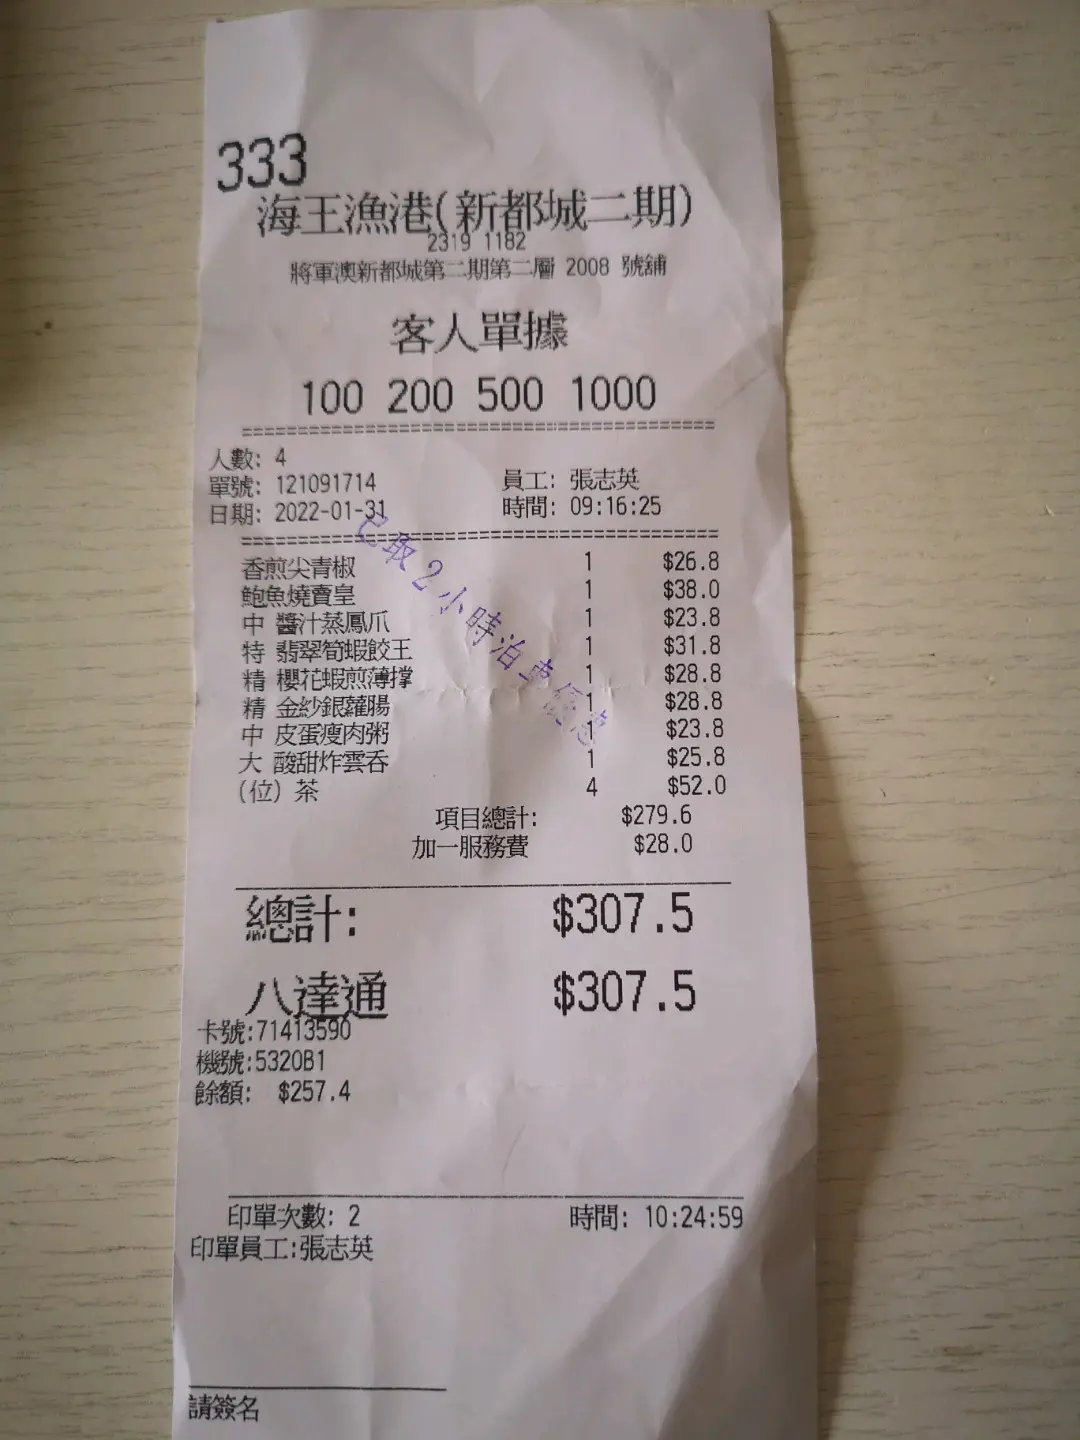 333
海王漁港(新都城二期)
2319 1182
將軍澳新都城第二期第二層 2008 號舖
客人單據
100 200 500 1000
人數: 4
單號: 121091714 員工: 張志英
日期: 2022-01-31 時間: 09:16:25
已取2小時泊車優惠
香煎尖青椒 1 $26.8
鮑魚燒賣皇 1 $38.0
中 醬汁蒸鳳爪 1 $23.8
特 翡翠筍蝦餃王 1 $31.8
精 櫻花蝦煎薄撑 1 $28.8
精 金紗銀蘿腸 1 $28.8
中 皮蛋瘦肉粥 1 $23.8
大 酸甜炸雲吞 1 $25.8
(位) 茶 4 $52.0
項目總計: $279.6
加一服務費 $28.0
總計: $307.5
八達通 $307.5
卡號:71413590
機號:5320B1
餘額: $257.4
印單次數: 2 時間: 10:24:59
印單員工:張志英
請簽名